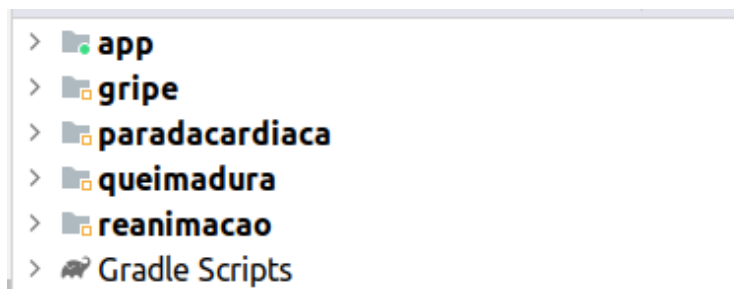 app
gripe
paradacardiaca
queimadura
reanimacao
Gradle Scripts